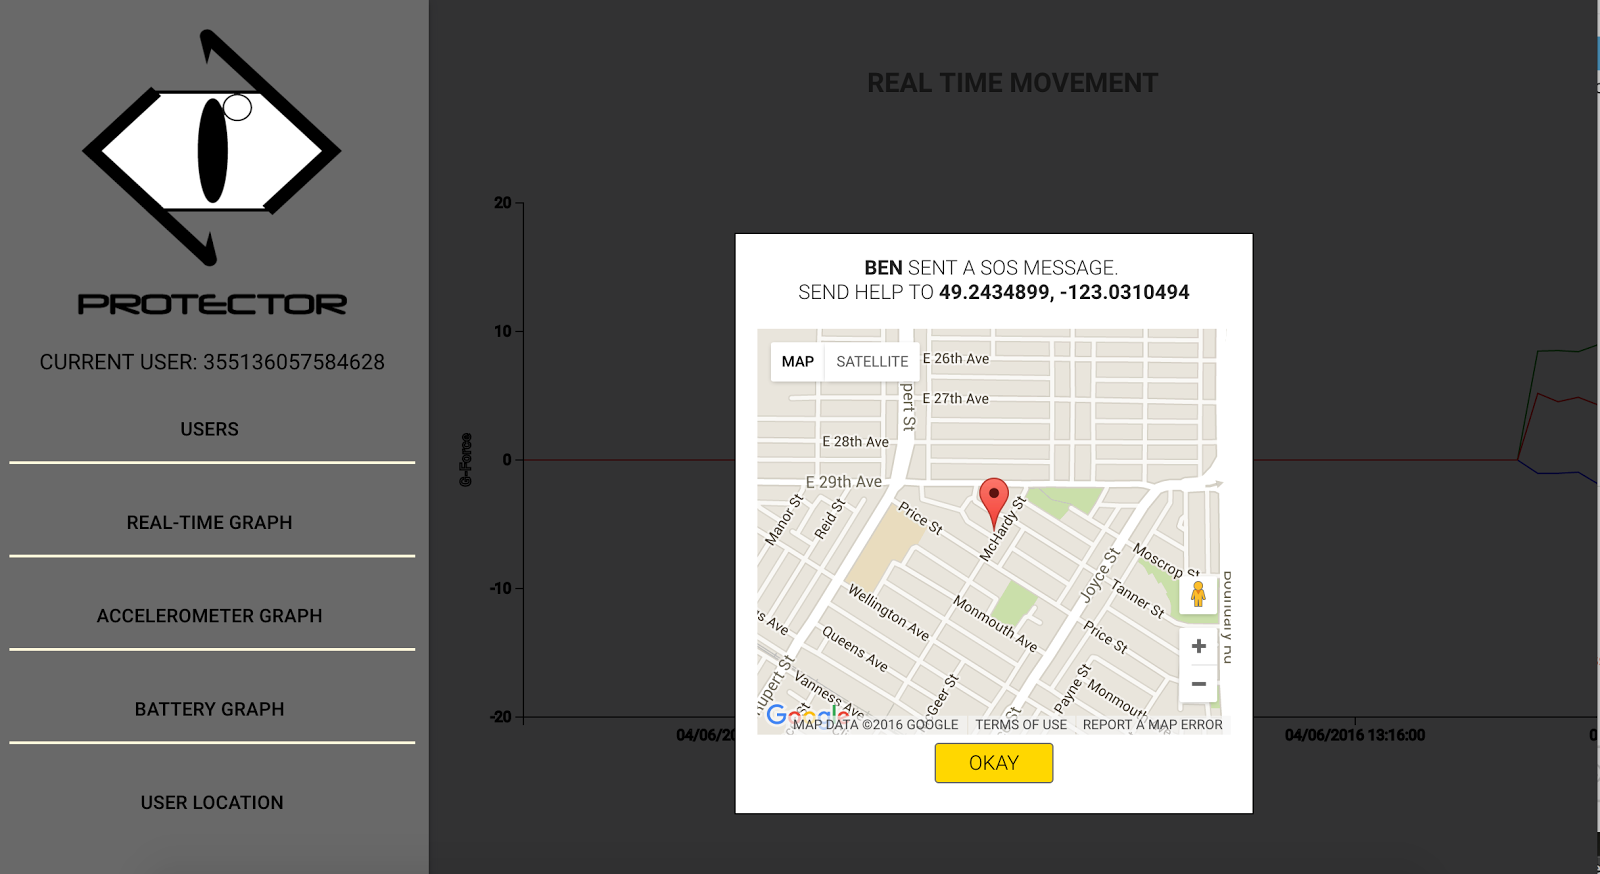 PROTECTOR
CURRENT USER: 355136057584628
USERS
REAL-TIME GRAPH
ACCELEROMETER GRAPH
BATTERY GRAPH
USER LOCATION
REAL TIME MOVEMENT
20
10
0
-10
-20
G-Force
04/06/20
04/06/2016 13:16:00
BEN SENT A SOS MESSAGE.
SEND HELP TO 49.2434899, -123.0310494
MAP SATELLITE
E 26th Ave
E 27th Ave
pert St
E 28th Ave
E 29th Ave
Manor St
Reid St
Price St
McHardy St
Joyce St
Moscrop St
Tanner St
Wellington Ave
Monmouth Ave
Price St
s Ave
Queens Ave
Rupert St
Vanness Ave
Geer St
Payne St
Monmout
+
−
Google
MAP DATA ©2016 GOOGLE TERMS OF USE REPORT A MAP ERROR
OKAY